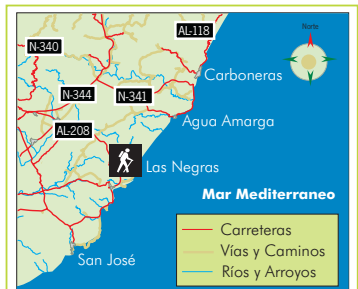 Norte
AL-118
N-340
Carboneras
N-344
N-341
Agua Amarga
AL-208
Las Negras
Mar Mediterraneo
Carreteras
Vías y Caminos
Ríos y Arroyos
San José